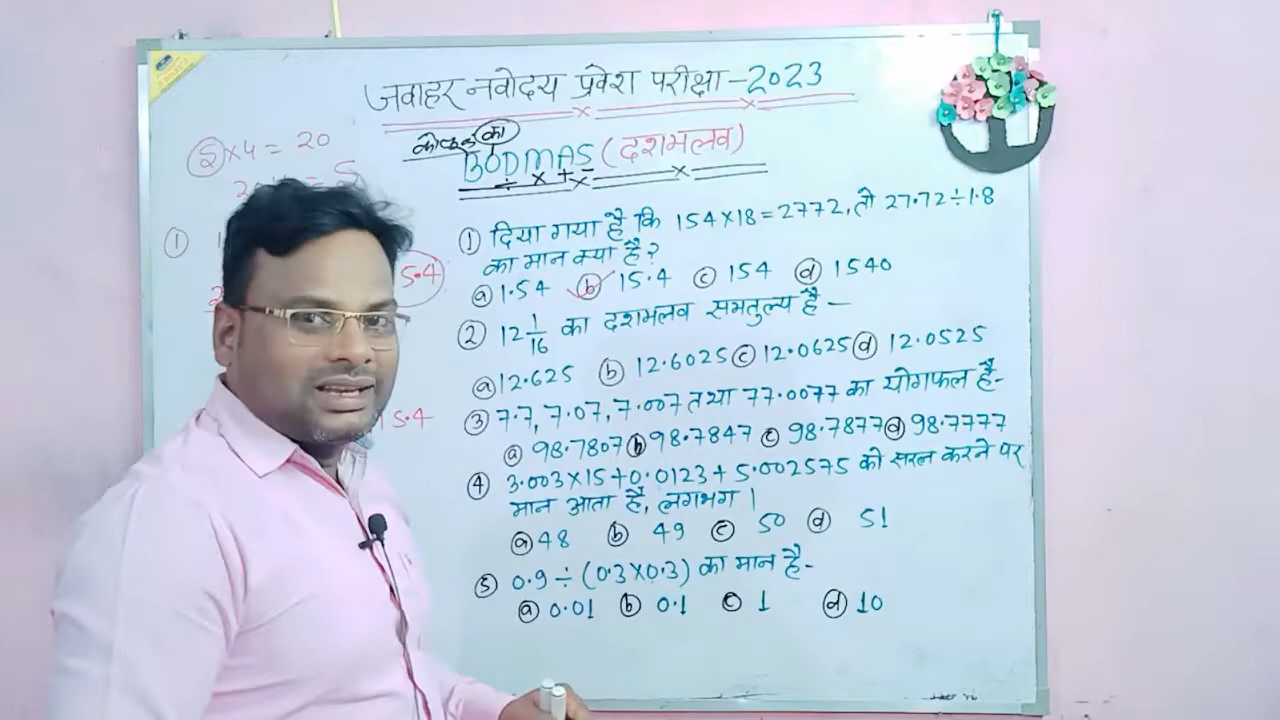 जवाहर नवोदय प्रवेश परीक्षा-2023
⑤×4 = 20
का
BODMAS (दशमलव)
÷ × + -
= 5
①
5.4
15.4
① दिया गया है कि 154×18=2772, तो 27.72÷1.8
का मान क्या है?
ⓐ 1.54 ⓑ 15.4 ⓒ 154 ⓓ 1540
② 12 1/16 का दशमलव समतुल्य है –
ⓐ 12.625 ⓑ 12.6025 ⓒ 12.0625 ⓓ 12.0525
③ 7.7, 7.07, 7.007 तथा 77.0077 का योगफल है-
ⓐ 98.7807 ⓑ 98.7847 ⓒ 98.7877 ⓓ 98.7777
④ 3.003×15+0.0123+5.002575 को सरल करने पर
मान आता है, लगभग ।
ⓐ 48 ⓑ 49 ⓒ 50 ⓓ 51
⑤ 0.9 ÷ (0.3×0.3) का मान है-
ⓐ 0.01 ⓑ 0.1 ⓒ 1 ⓓ 10